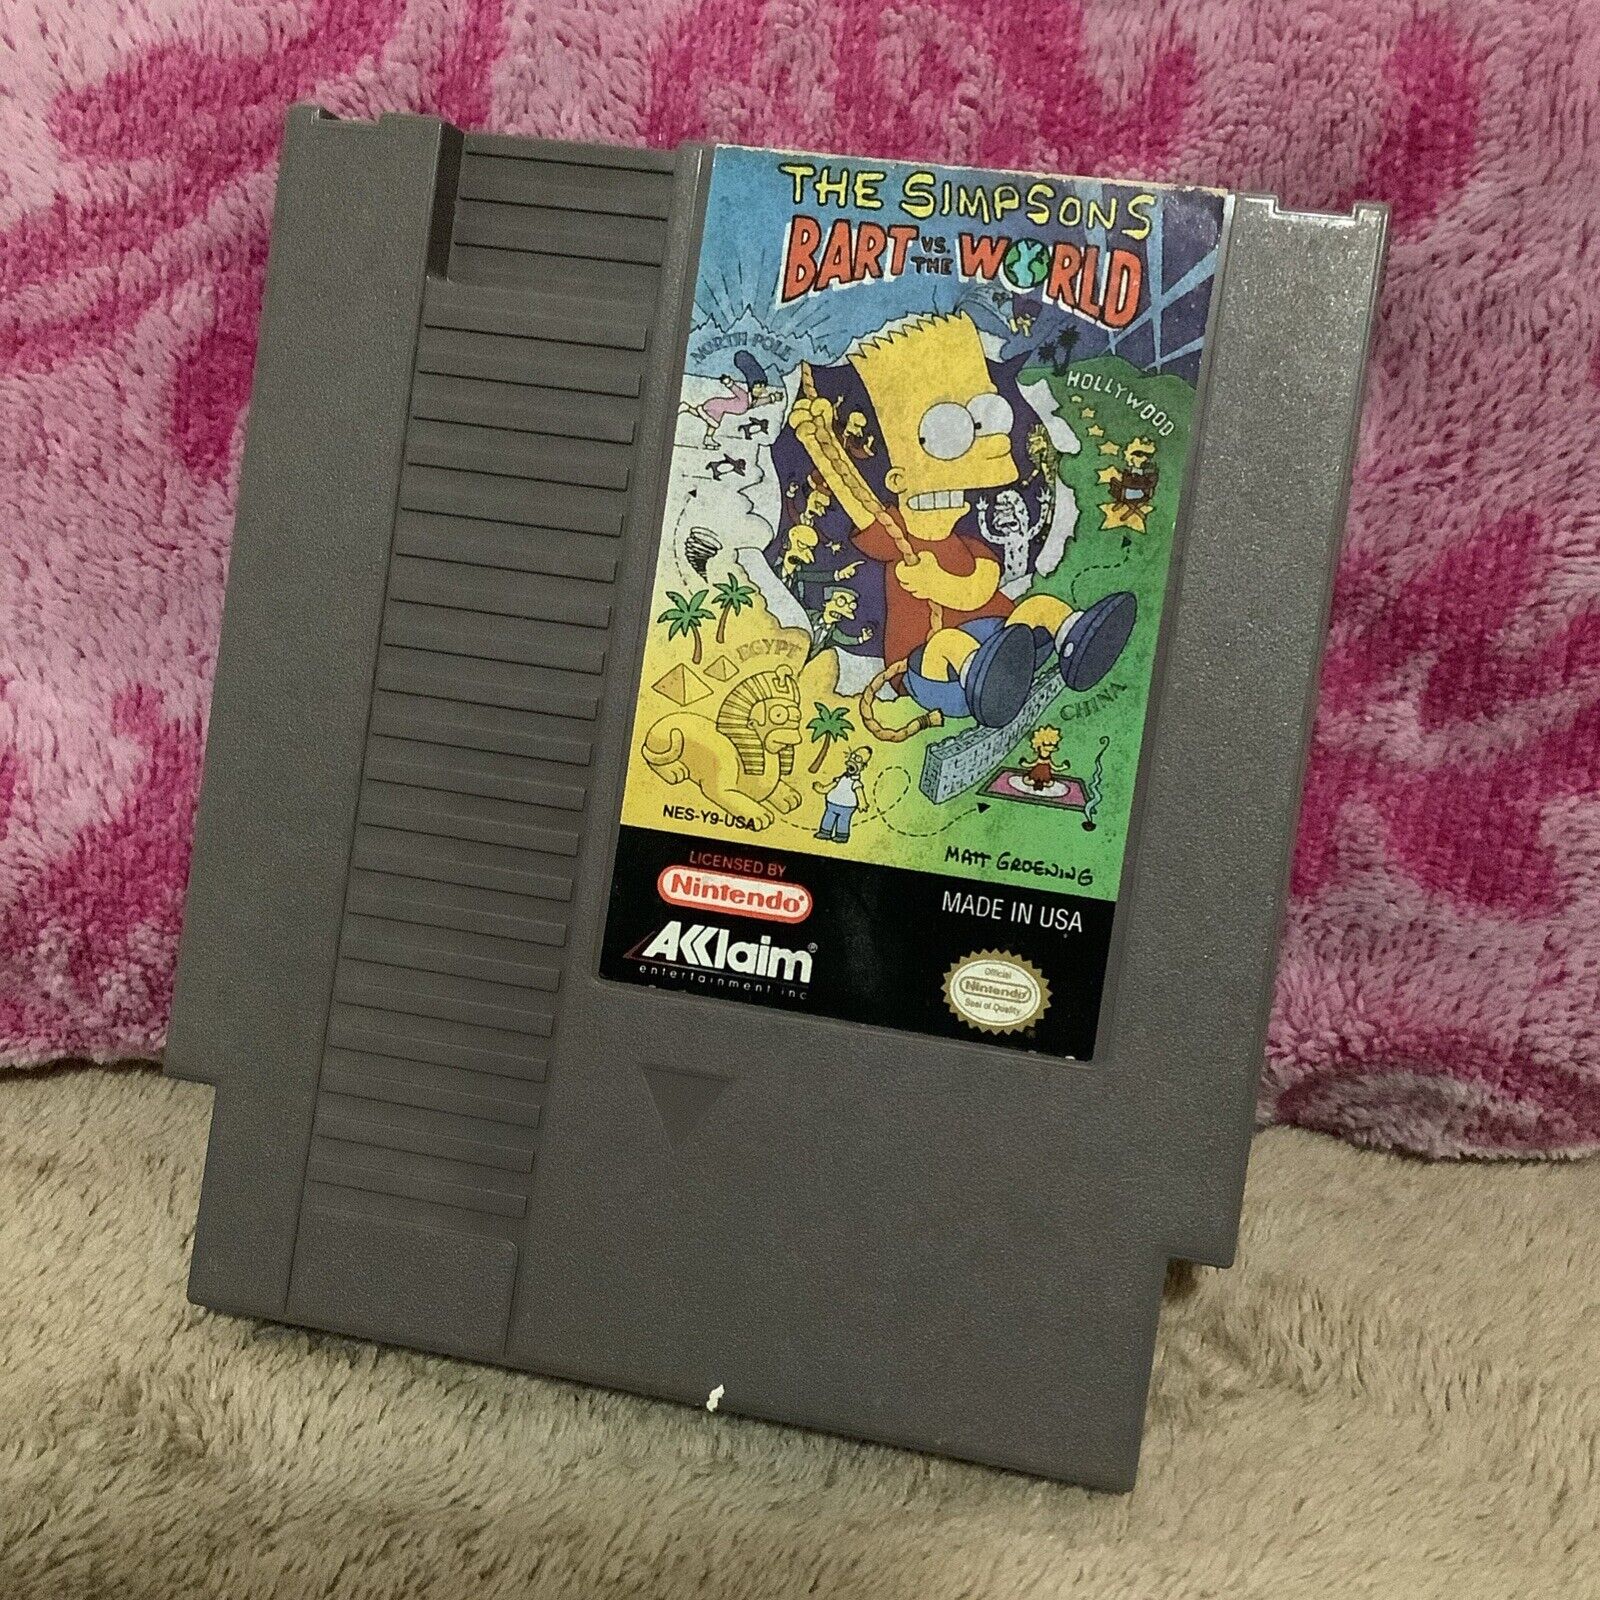 THE SIMPSONS
BART VS. THE WORLD
NORTH POLE
HOLLYWOOD
EGYPT
CHINA
NES-Y9-USA
MATT GROENING
LICENSED BY
Nintendo®
MADE IN USA
AKKlaim®
entertainment inc
Official
Nintendo
Seal of Quality